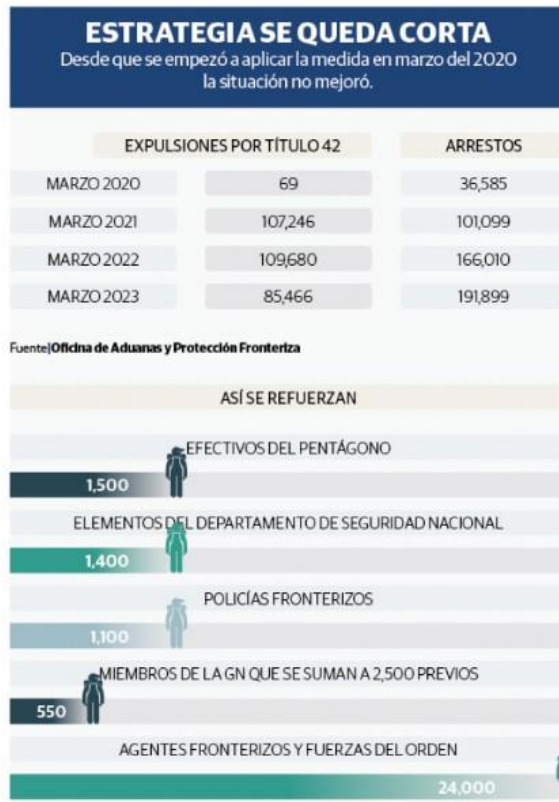 ESTRATEGIA SE QUEDA CORTA
Desde que se empezó a aplicar la medida en marzo del 2020
la situación no mejoró.
EXPULSIONES POR TÍTULO 42 ARRESTOS
MARZO 2020 69 36,585
MARZO 2021 107,246 101,099
MARZO 2022 109,680 166,010
MARZO 2023 85,466 191,899
Fuente|Oficina de Aduanas y Protección Fronteriza
ASÍ SE REFUERZAN
EFECTIVOS DEL PENTÁGONO
1,500
ELEMENTOS DEL DEPARTAMENTO DE SEGURIDAD NACIONAL
1,400
POLICÍAS FRONTERIZOS
1,100
MIEMBROS DE LA GN QUE SE SUMAN A 2,500 PREVIOS
550
AGENTES FRONTERIZOS Y FUERZAS DEL ORDEN
24,000